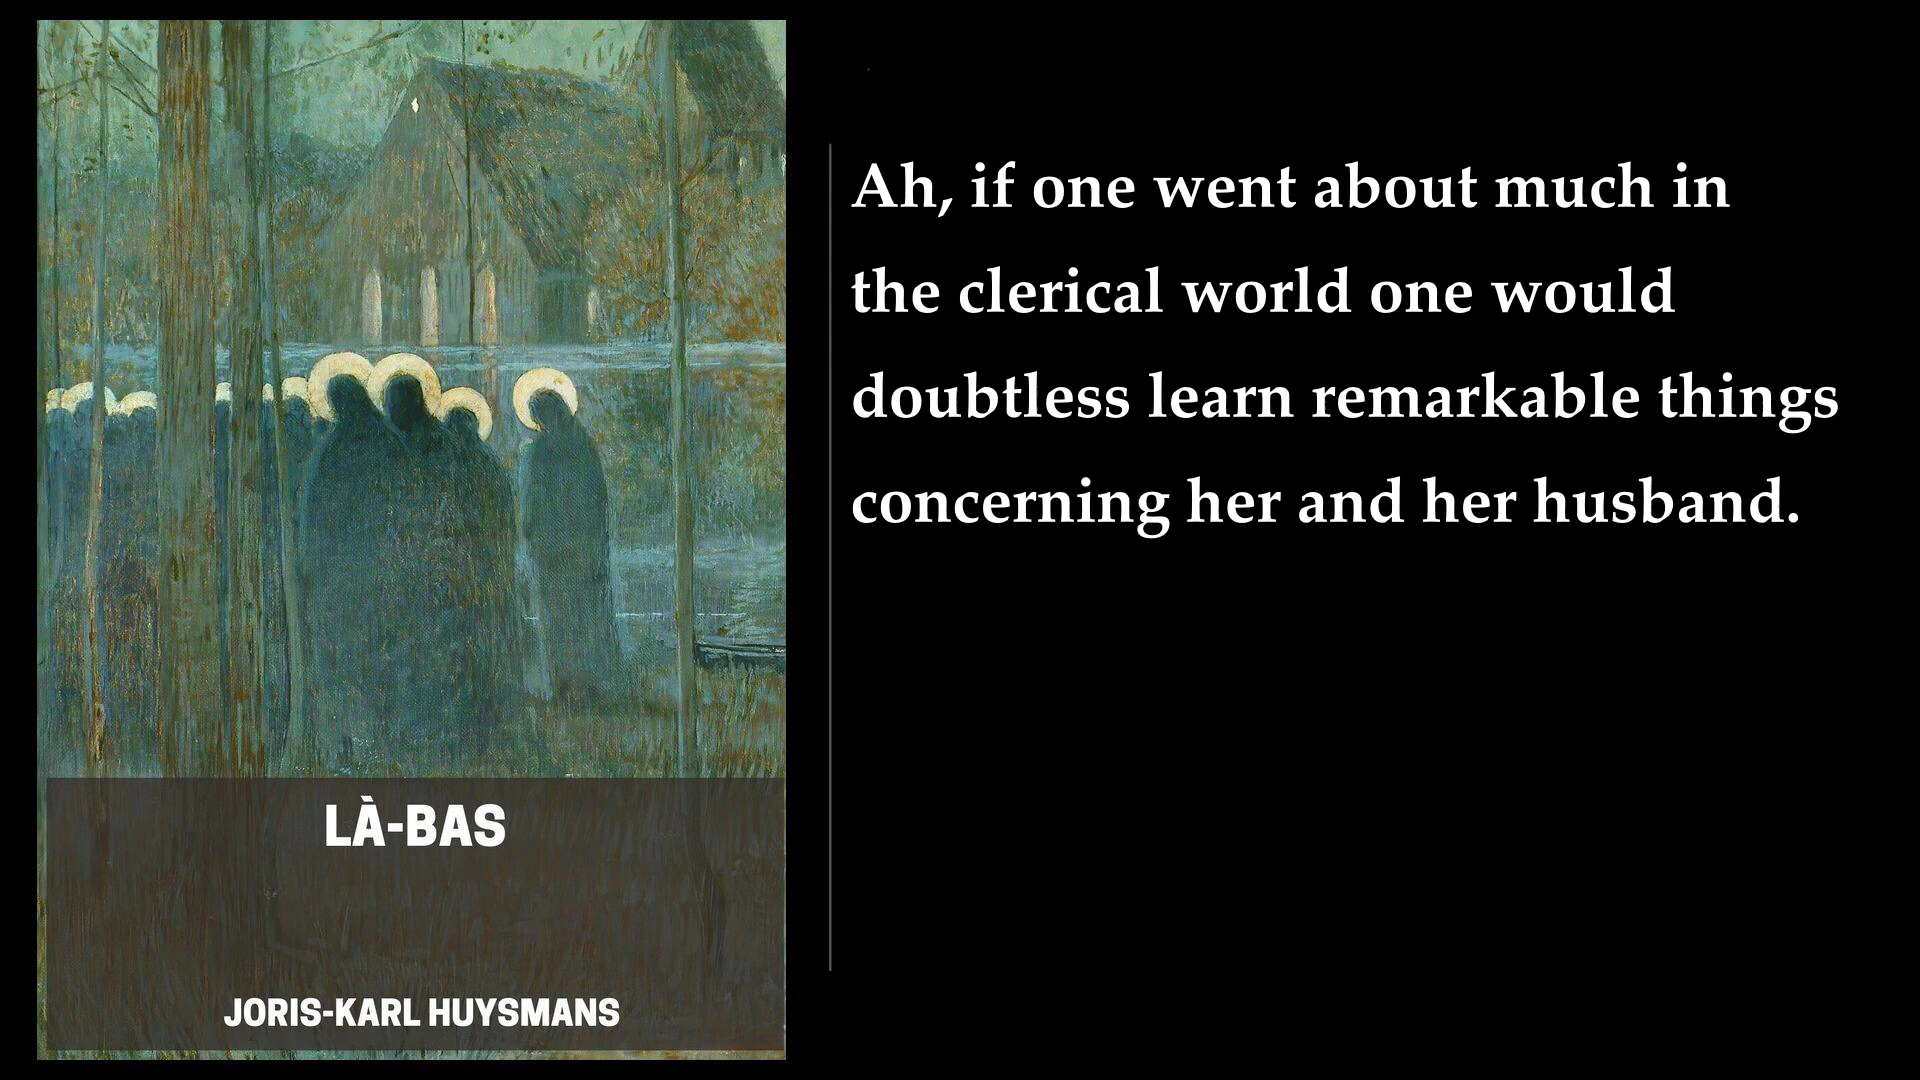 LÀ-BAS
JORIS-KARL HUYSMANS
Ah, if one went about much in
the clerical world one would
doubtless learn remarkable things
concerning her and her husband.